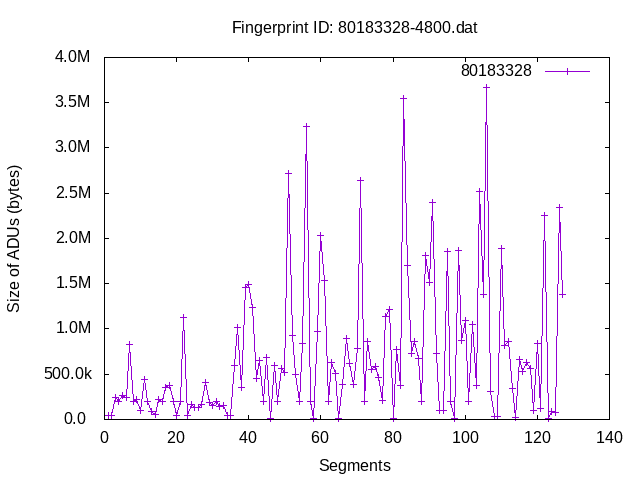 Fingerprint ID: 80183328-4800.dat
80183328
4.0M
3.5M
3.0M
2.5M
2.0M
1.5M
1.0M
500.0k
0.0
Size of ADUs (bytes)
0 20 40 60 80 100 120 140
Segments